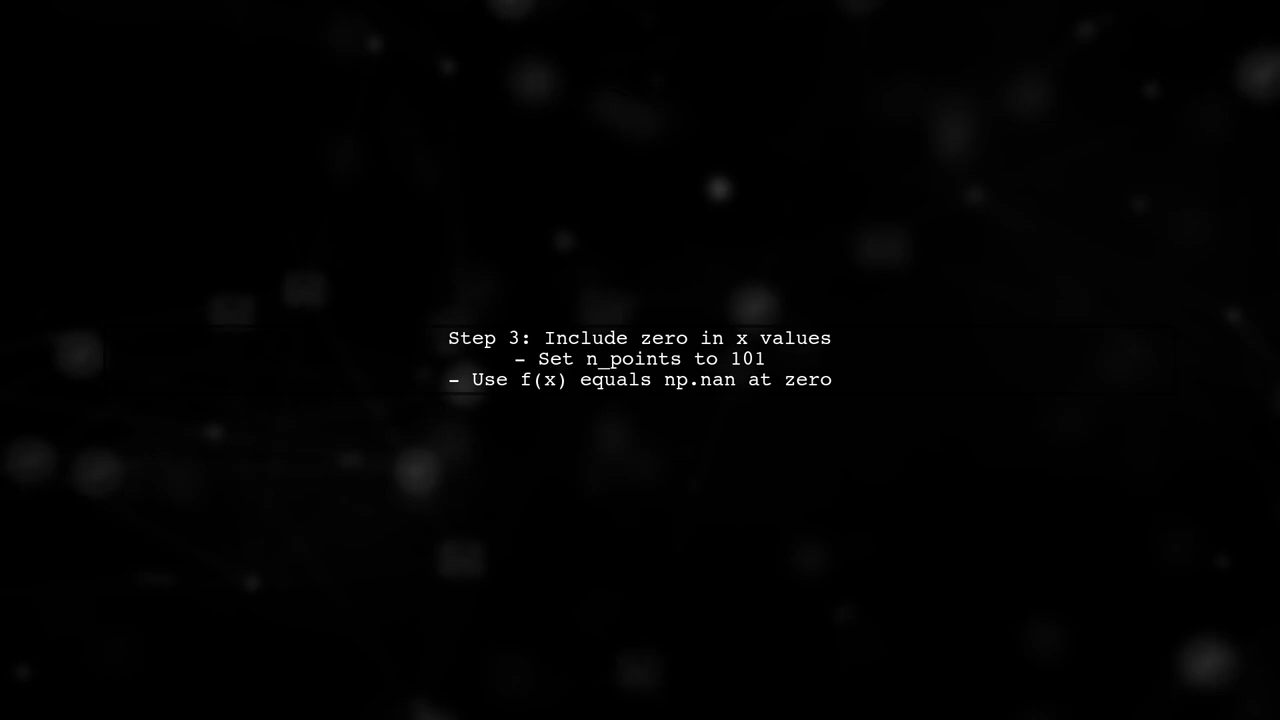 Step 3: Include zero in x values
- Set n_points to 101
- Use f(x) equals np.nan at zero